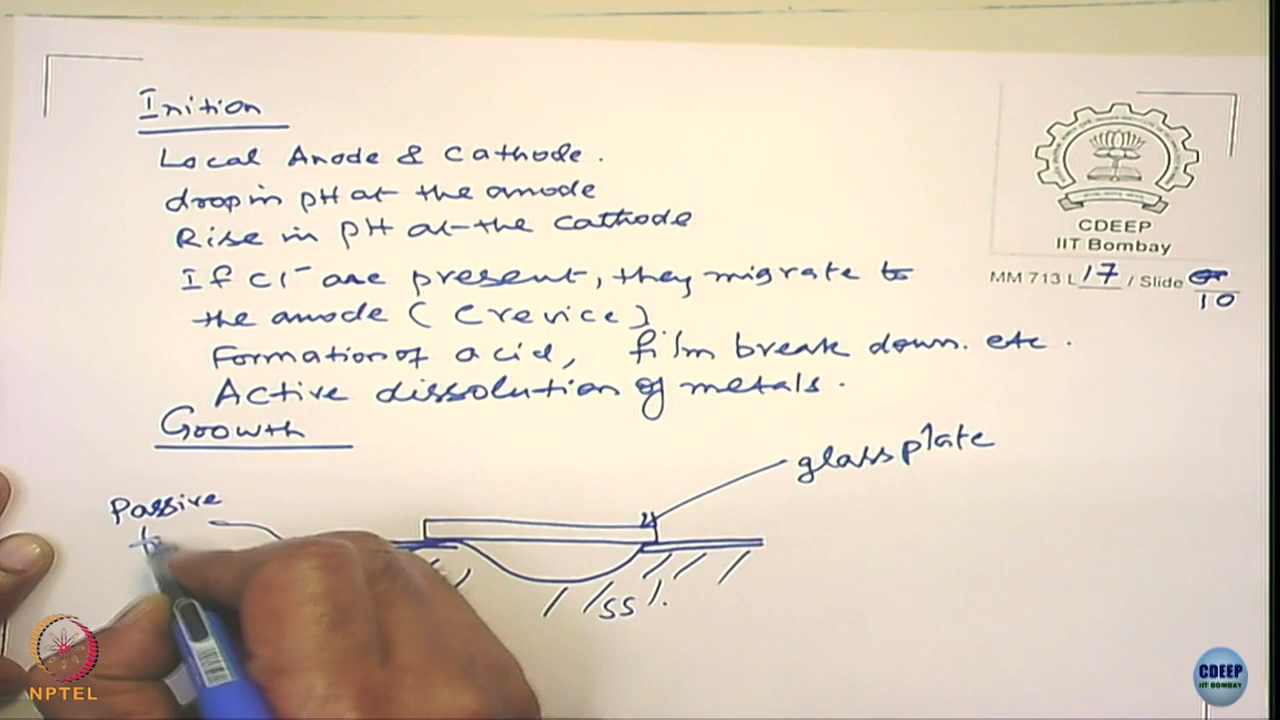 Inition
Local Anode & Cathode.
drop in pH at the anode
Rise in pH at the cathode
If Cl⁻ are present, they migrate to
the anode (Crevice)
Formation of acid, film break down. etc.
Active dissolution of metals.
Growth
glass plate
Passive
SS
CDEEP
IIT Bombay
MM 713 L 17 / Slide
10
NPTEL
CDEEP
IIT BOMBAY